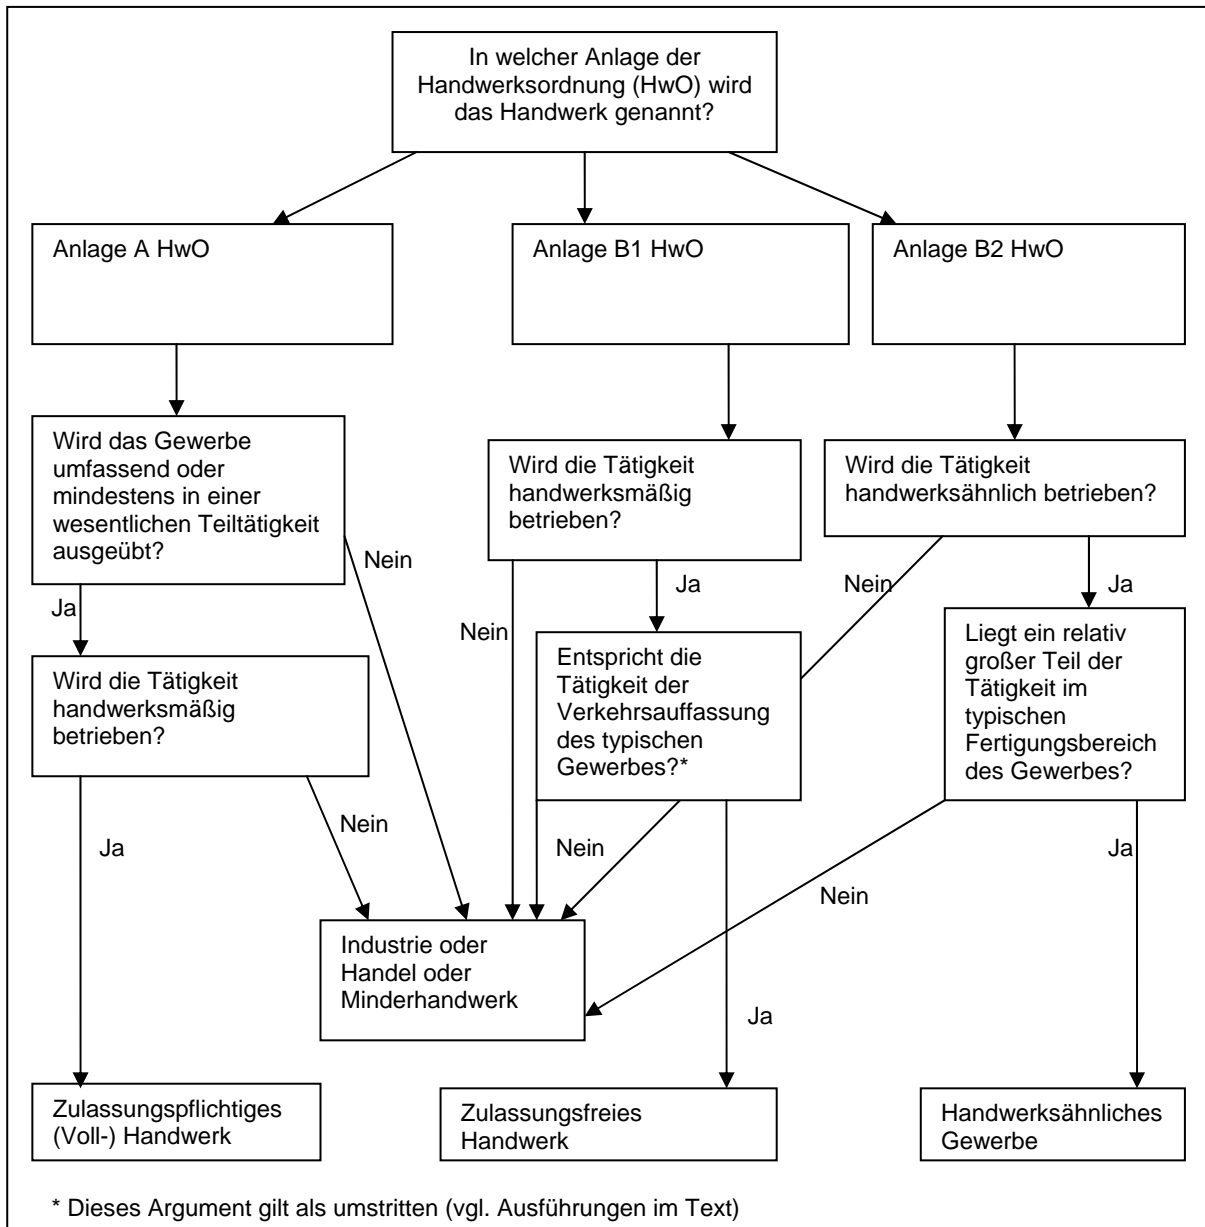 In welcher Anlage der
Handwerksordnung (HwO) wird
das Handwerk genannt?
Anlage A HwO
Anlage B1 HwO
Anlage B2 HwO
Wird das Gewerbe
umfassend oder
mindestens in einer
wesentlichen Teiltätigkeit
ausgeübt?
Wird die Tätigkeit
handwerksmäßig
betrieben?
Wird die Tätigkeit
handwerksähnlich betrieben?
Nein
Ja
Nein
Ja
Nein
Ja
Wird die Tätigkeit
handwerksmäßig
betrieben?
Entspricht die
Tätigkeit der
Verkehrsauffassung
des typischen
Gewerbes?*
Liegt ein relativ
großer Teil der
Tätigkeit im
typischen
Fertigungsbereich
des Gewerbes?
Ja
Nein
Nein
Ja
Nein
Industrie oder
Handel oder
Minderhandwerk
Ja
Zulassungspflichtiges
(Voll-) Handwerk
Zulassungsfreies
Handwerk
Handwerksähnliches
Gewerbe
* Dieses Argument gilt als umstritten (vgl. Ausführungen im Text)